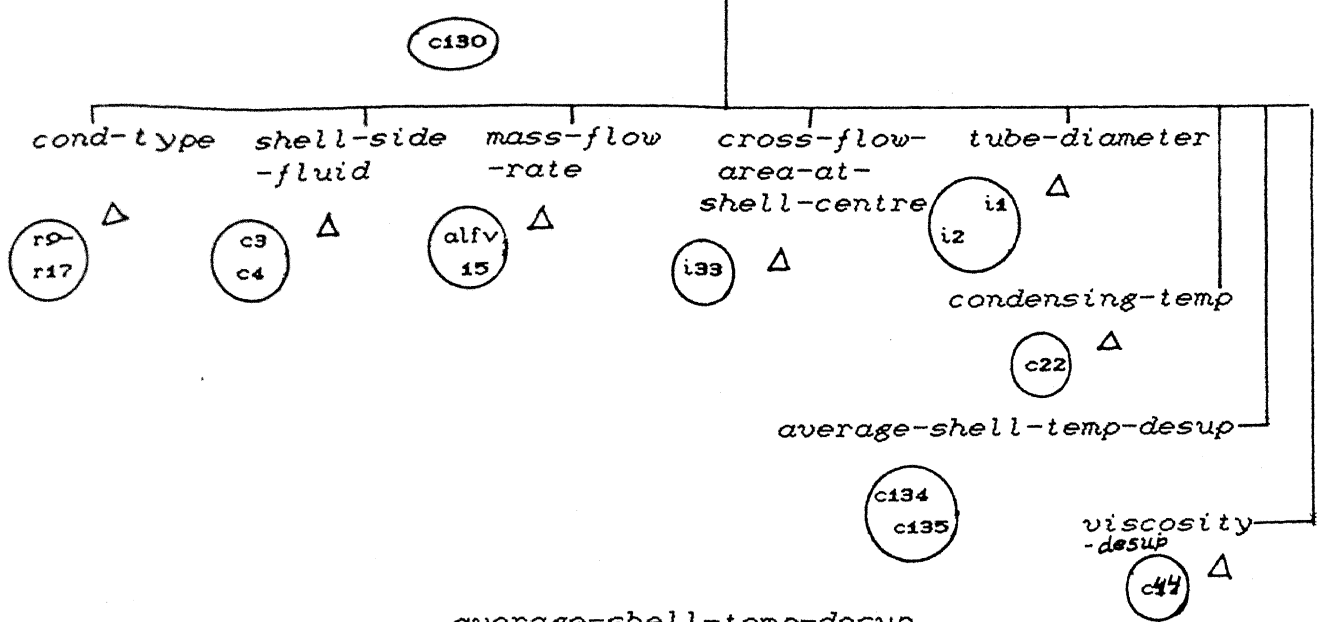 c130
cond-type
shell-side
-fluid
mass-flow
-rate
cross-flow-
area-at-
shell-centre
tube-diameter
r9-
r17
c3
c4
alfv
15
i33
i1
i2
condensing-temp
c22
average-shell-temp-desup
c134
c135
viscosity
-desup
c44
average-shell-temp-desup